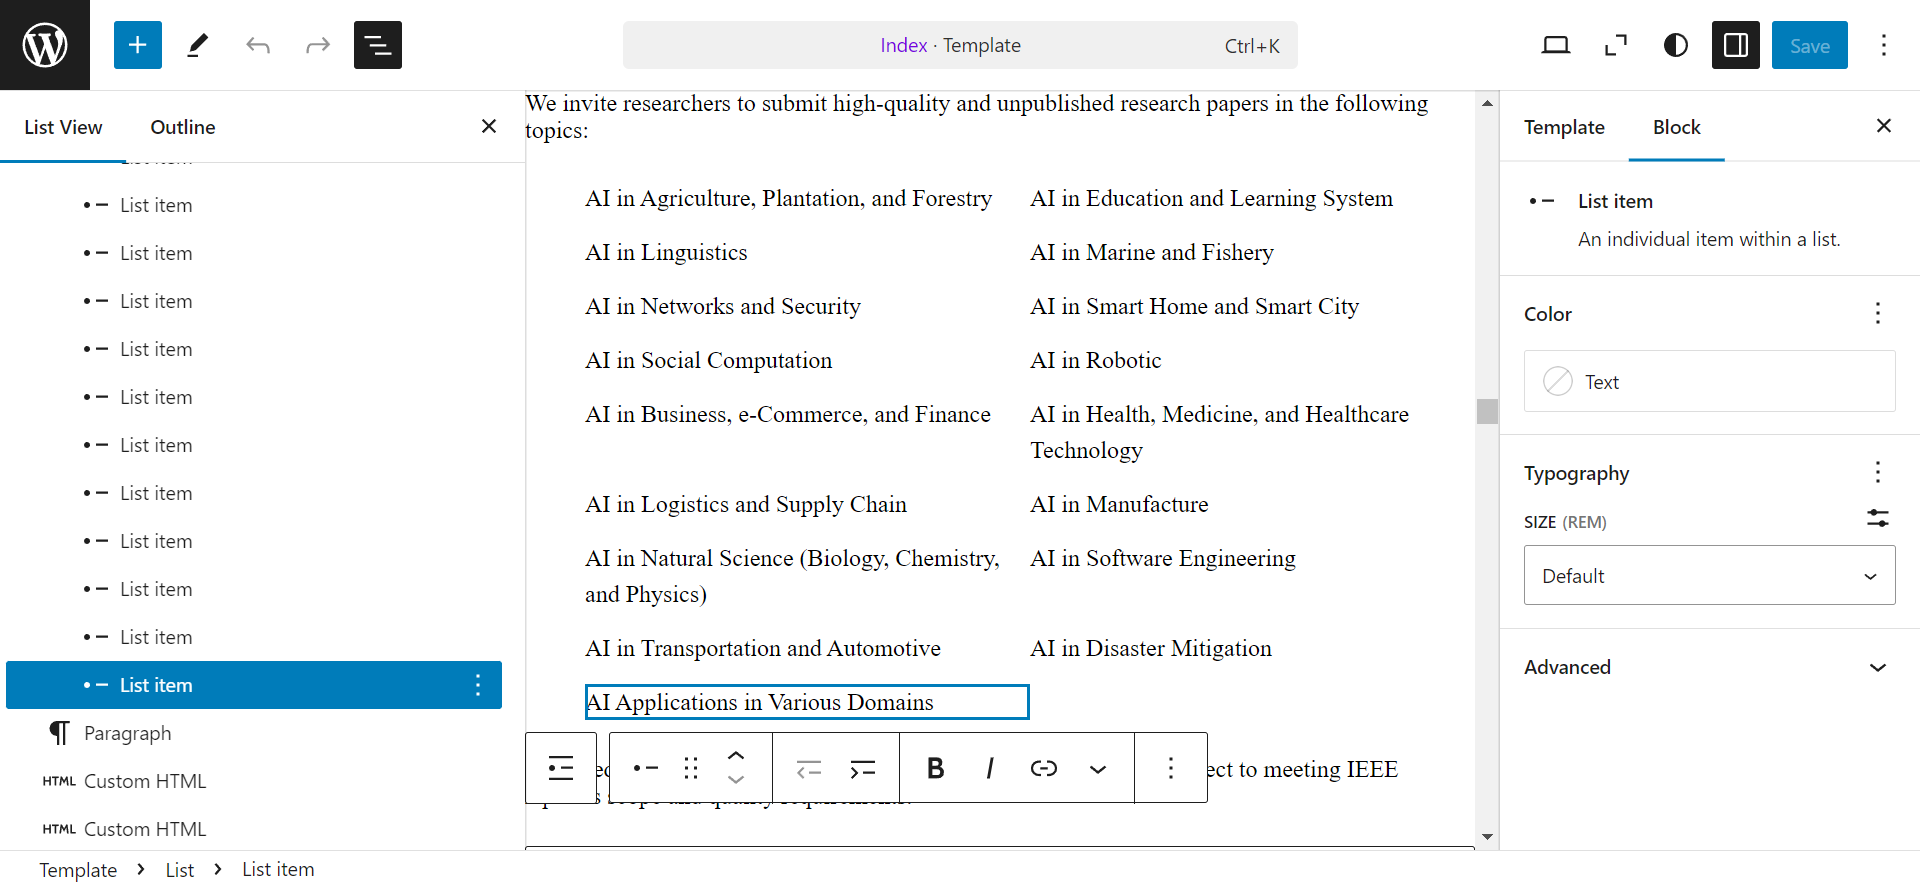 Index · Template
Ctrl+K
Save
List View
Outline
List item
List item
List item
List item
List item
List item
List item
List item
List item
List item
List item
Paragraph
HTML Custom HTML
HTML Custom HTML
We invite researchers to submit high-quality and unpublished research papers in the following
topics:
AI in Agriculture, Plantation, and Forestry
AI in Education and Learning System
AI in Linguistics
AI in Marine and Fishery
AI in Networks and Security
AI in Smart Home and Smart City
AI in Social Computation
AI in Robotic
AI in Business, e-Commerce, and Finance
AI in Health, Medicine, and Healthcare
Technology
AI in Logistics and Supply Chain
AI in Manufacture
AI in Natural Science (Biology, Chemistry,
and Physics)
AI in Software Engineering
AI in Transportation and Automotive
AI in Disaster Mitigation
AI Applications in Various Domains
B I
to meeting IEEE
Template
Block
List item
An individual item within a list.
Color
Text
Typography
SIZE (REM)
Default
Advanced
Template > List > List item